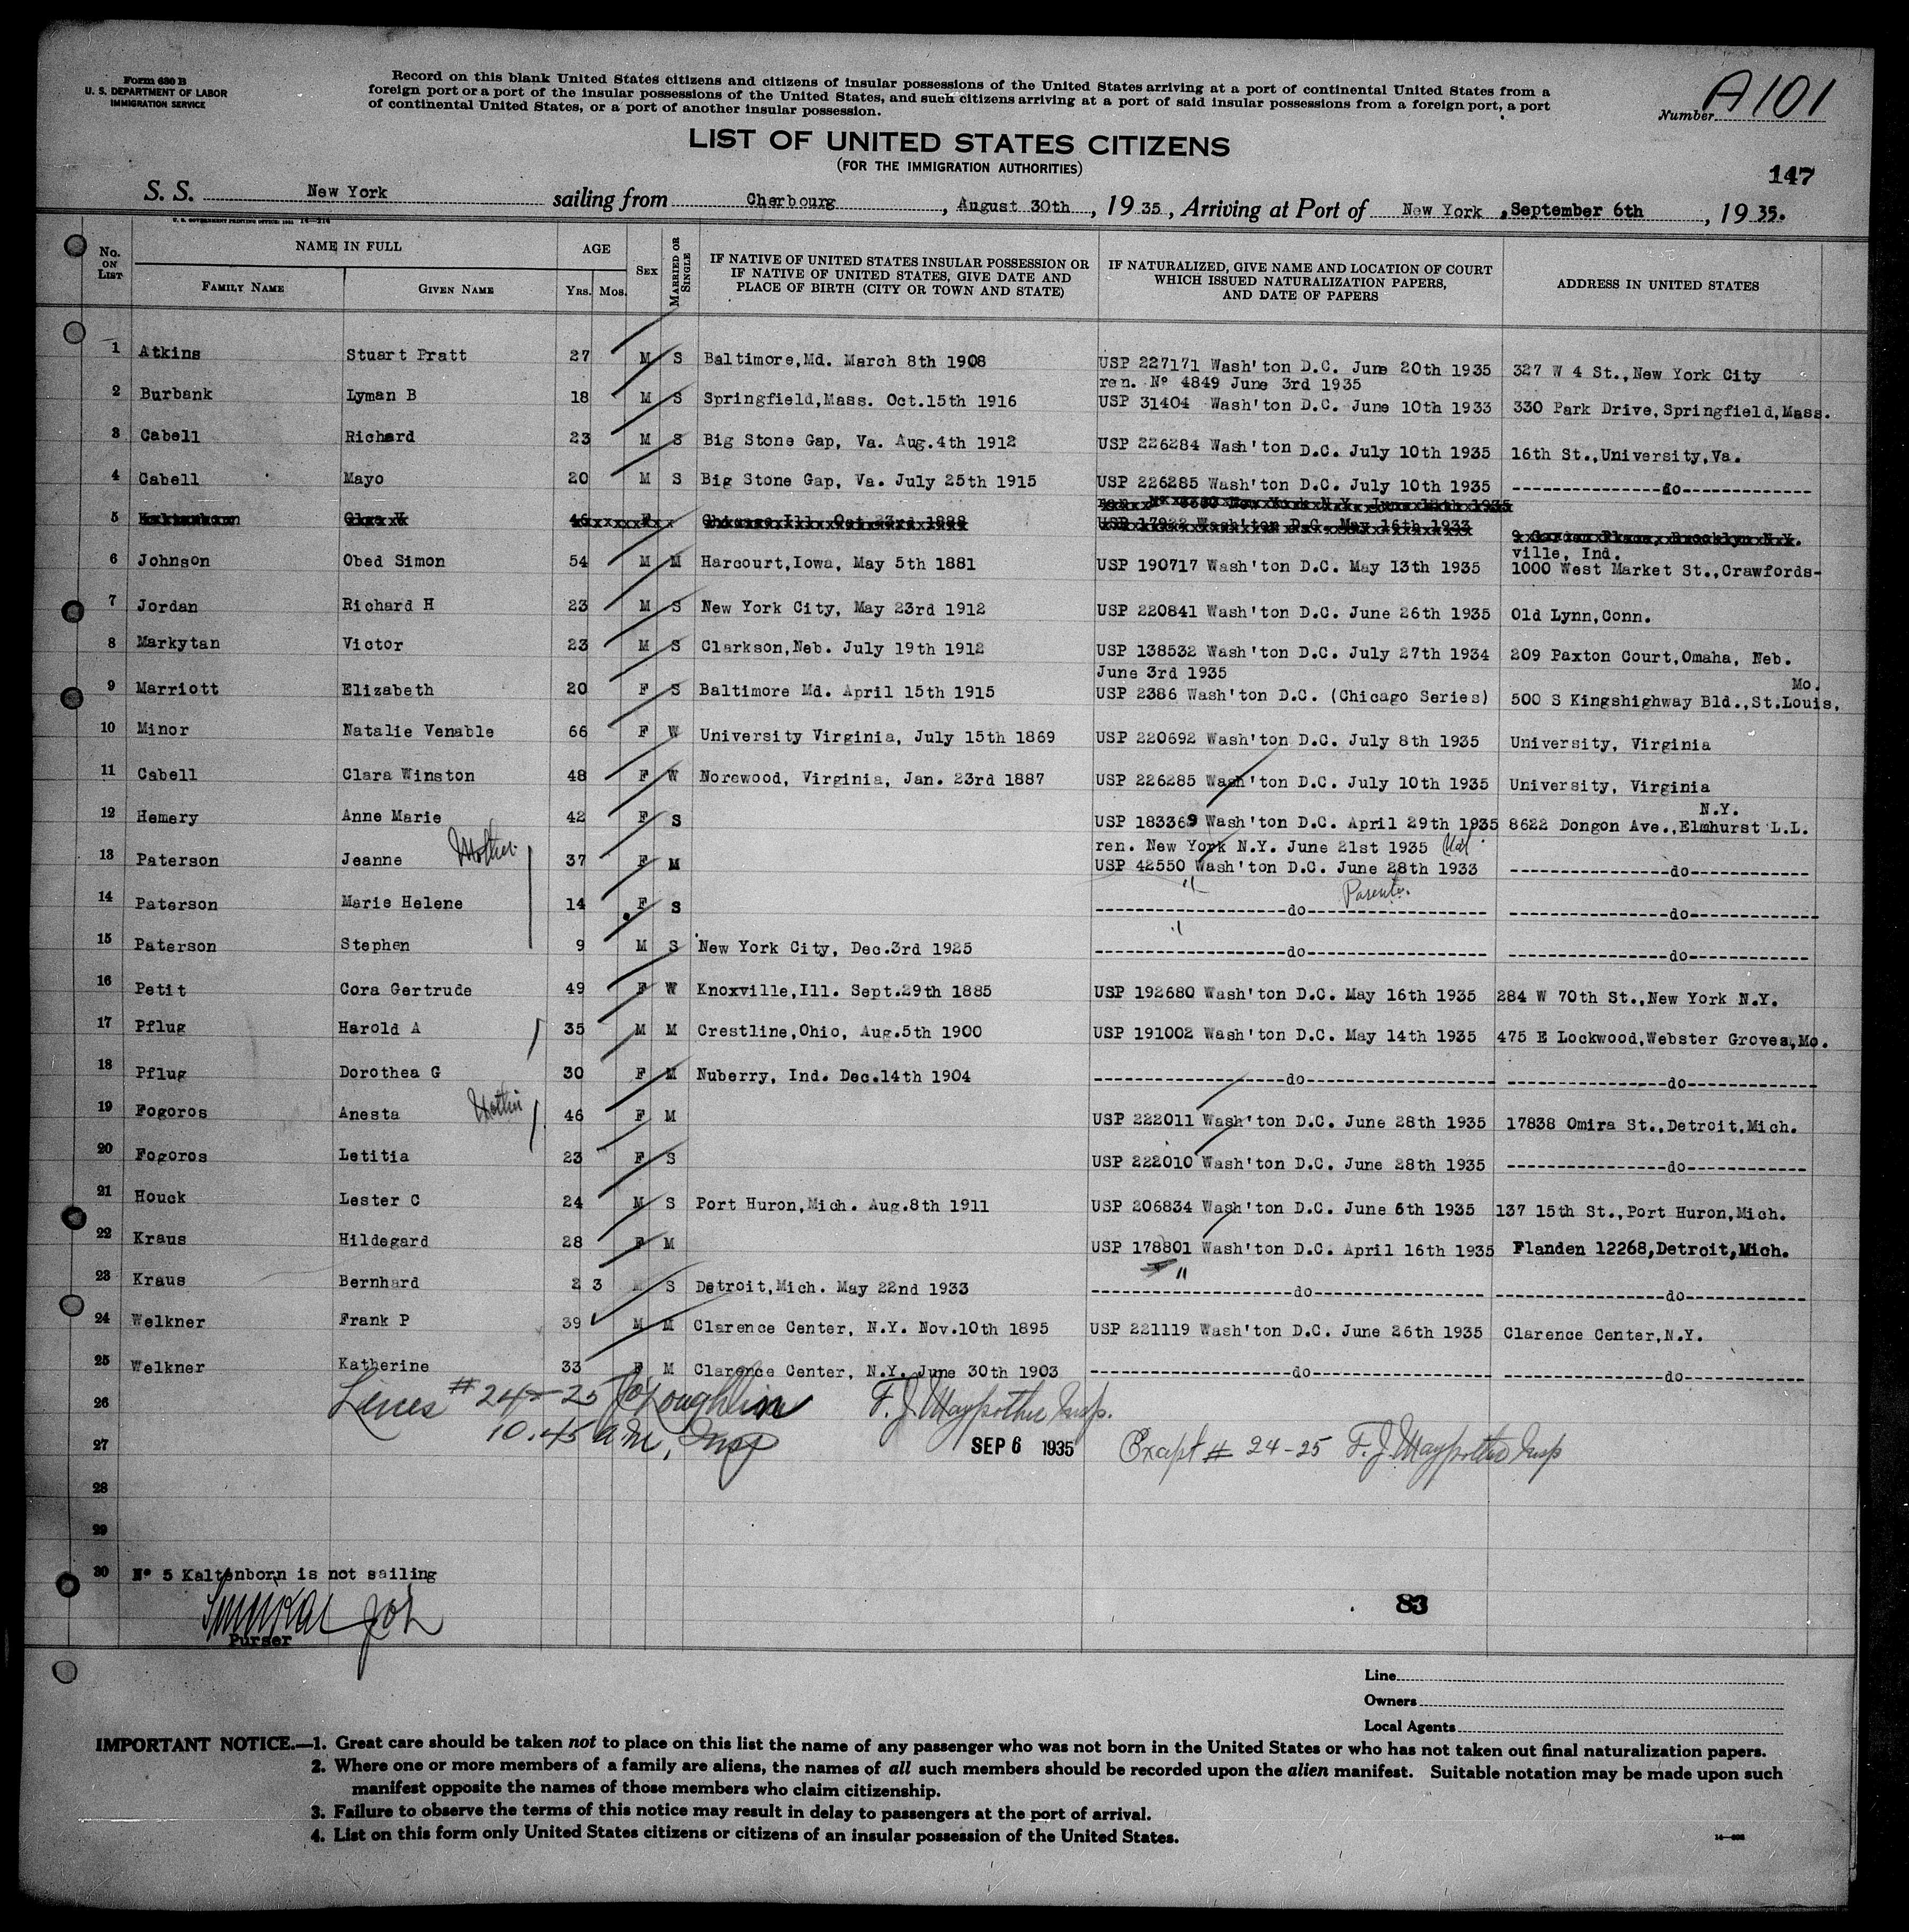 Form 630 B
U. S. DEPARTMENT OF LABOR
IMMIGRATION SERVICE
Record on this blank United States citizens and citizens of insular possessions of the United States arriving at a port of continental United States from a
foreign port or a port of the insular possessions of the United States, and such citizens arriving at a port of said insular possessions from a foreign port, a port
of continental United States, or a port of another insular possession.
Number A101
LIST OF UNITED STATES CITIZENS
(FOR THE IMMIGRATION AUTHORITIES)
147
S. S. New York sailing from Cherbourg, August 30th, 1935, Arriving at Port of New York, September 6th, 1935.
No. ON LIST
NAME IN FULL
FAMILY NAME
GIVEN NAME
AGE
YRS. MOS.
SEX
MARRIED OR SINGLE
IF NATIVE OF UNITED STATES INSULAR POSSESSION OR
IF NATIVE OF UNITED STATES, GIVE DATE AND
PLACE OF BIRTH (CITY OR TOWN AND STATE)
IF NATURALIZED, GIVE NAME AND LOCATION OF COURT
WHICH ISSUED NATURALIZATION PAPERS,
AND DATE OF PAPERS
ADDRESS IN UNITED STATES
1 Atkins Stuart Pratt 27 M S Baltimore,Md. March 8th 1908 USP 227171 Wash'ton D.C. June 20th 1935 327 W 4 St.,New York City
ren. No 4849 June 3rd 1935
2 Burbank Lyman B 18 M S Springfield,Mass. Oct.15th 1916 USP 31404 Wash'ton D.C. June 10th 1933 330 Park Drive,Springfield,Mass.
3 Cabell Richard 23 M S Big Stone Gap, Va. Aug.4th 1912 USP 226284 Wash'ton D.C. July 10th 1935 16th St.,University,Va.
4 Cabell Mayo 20 M S Big Stone Gap, Va. July 25th 1915 USP 226285 Wash'ton D.C. July 10th 1935 ---do---
New York N.Y. June 1935
5 46 F Chicago Ill. Oct 23rd 1888 USP Wash'ton D.C. May 16th 1933 9 Garden Place, Brooklyn N.Y.
ville, Ind.
6 Johnson Obed Simon 54 M M Harcourt,Iowa, May 5th 1881 USP 190717 Wash'ton D.C. May 13th 1935 1000 West Market St.,Crawfords-
7 Jordan Richard H 23 M S New York City, May 23rd 1912 USP 220841 Wash'ton D.C. June 26th 1935 Old Lynn,Conn.
8 Markytan Victor 23 M S Clarkson,Neb. July 19th 1912 USP 138532 Wash'ton D.C. July 27th 1934 209 Paxton Court,Omaha, Neb.
June 3rd 1935 Mo.
9 Marriott Elizabeth 20 F S Baltimore Md. April 15th 1915 USP 2386 Wash'ton D.C. (Chicago Series) 500 S Kingshighway Bld.,St.Louis,
10 Minor Natalie Venable 66 F W University Virginia, July 15th 1869 USP 220692 Wash'ton D.C. July 8th 1935 University, Virginia
11 Cabell Clara Winston 48 F W Norewood, Virginia, Jan. 23rd 1887 USP 226285 Wash'ton D.C. July 10th 1935 University, Virginia
N.Y.
12 Hemery Anne Marie 42 F S USP 183369 Wash'ton D.C. April 29th 1935 8622 Dongon Ave.,Elmhurst L.L.
ren. New York N.Y. June 21st 1935
13 Paterson Jeanne Mother 37 F M USP 42550 Wash'ton D.C. June 28th 1933 ---do---
Parents.
14 Paterson Marie Helene 14 F S " ---do--- ---do---
15 Paterson Stephen 9 M S New York City, Dec.3rd 1925 " ---do--- ---do---
16 Petit Cora Gertrude 49 F W Knoxville,Ill. Sept.29th 1885 USP 192680 Wash'ton D.C. May 16th 1935 284 W 70th St.,New York N.Y.
17 Pflug Harold A 35 M M Crestline,Ohio, Aug.5th 1900 USP 191002 Wash'ton D.C. May 14th 1935 475 E Lockwood,Webster Groves,Mo.
18 Pflug Dorothea G 30 F M Nuberry, Ind. Dec.14th 1904 ---do--- ---do---
19 Fogoros Anesta Mother 46 F M USP 222011 Wash'ton D.C. June 28th 1935 17838 Omira St.,Detroit,Mich.
20 Fogoros Letitia 23 F S USP 222010 Wash'ton D.C. June 28th 1935 ---do---
21 Houck Lester C 24 M S Port Huron,Mich. Aug.8th 1911 USP 206834 Wash'ton D.C. June 6th 1935 137 15th St.,Port Huron,Mich.
22 Kraus Hildegard 28 F M USP 178801 Wash'ton D.C. April 16th 1935 Flanden 12268,Detroit,Mich.
23 Kraus Bernhard 2 3 M S Detroit,Mich. May 22nd 1933 " ---do--- ---do---
24 Welkner Frank P 39 M M Clarence Center, N.Y. Nov.10th 1895 USP 221119 Wash'ton D.C. June 26th 1935 Clarence Center,N.Y.
25 Welkner Katherine 33 F M Clarence Center, N.Y. June 30th 1903 ---do--- ---do---
26 Lines # 24-25 Insp.
27 10.45 a.m, Insp SEP 6 1935 Except # 24-25 Insp
28
29
30 No 5 Kaltenborn is not sailing
Purser
83
Line
Owners
Local Agents
IMPORTANT NOTICE.—1. Great care should be taken not to place on this list the name of any passenger who was not born in the United States or who has not taken out final naturalization papers.
2. Where one or more members of a family are aliens, the names of all such members should be recorded upon the alien manifest. Suitable notation may be made upon such
manifest opposite the names of those members who claim citizenship.
3. Failure to observe the terms of this notice may result in delay to passengers at the port of arrival.
4. List on this form only United States citizens or citizens of an insular possession of the United States.